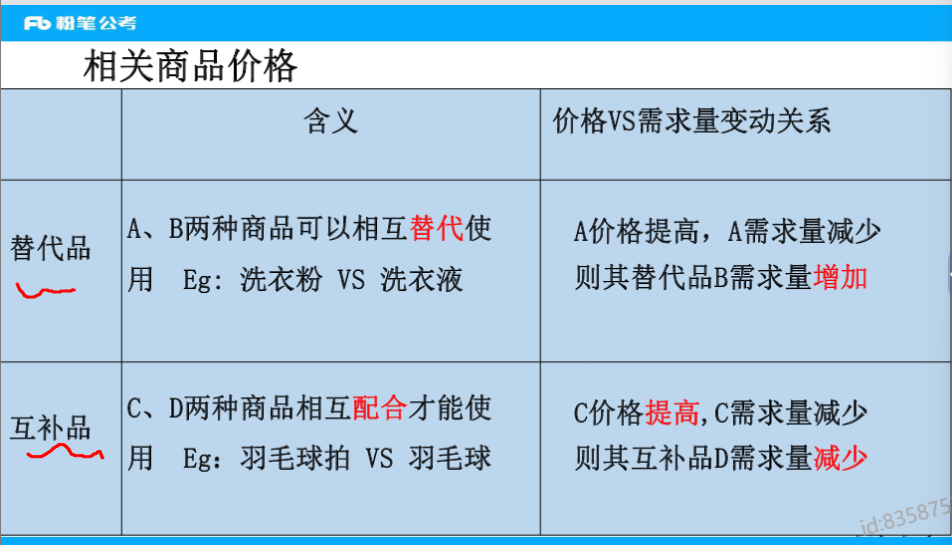 Fb 粉笔公考
相关商品价格
含义
价格VS需求量变动关系
替代品
A、B两种商品可以相互替代使
用 Eg: 洗衣粉 VS 洗衣液
A价格提高，A需求量减少
则其替代品B需求量增加
互补品
C、D两种商品相互配合才能使
用 Eg：羽毛球拍 VS 羽毛球
C价格提高,C需求量减少
则其互补品D需求量减少
id:835875